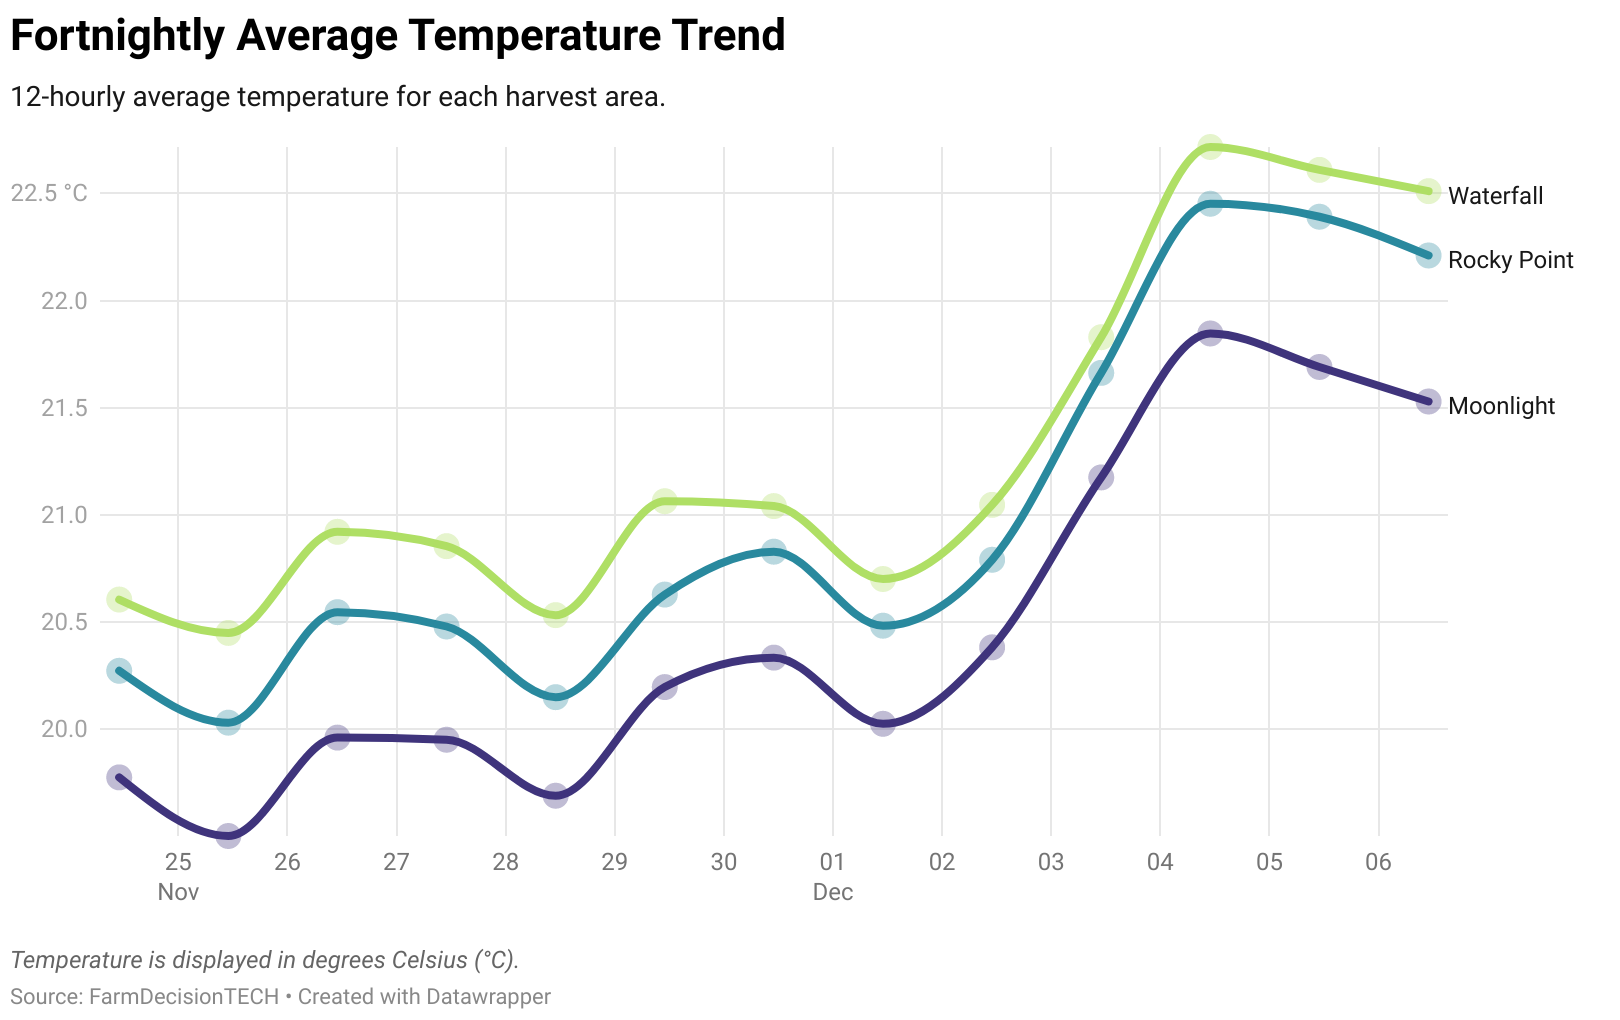 Fortnightly Average Temperature Trend
12-hourly average temperature for each harvest area.
22.5 °C
22.0
21.5
21.0
20.5
20.0
Waterfall
Rocky Point
Moonlight
25 26 27 28 29 30 01 02 03 04 05 06
Nov Dec
Temperature is displayed in degrees Celsius (°C).
Source: FarmDecisionTECH • Created with Datawrapper